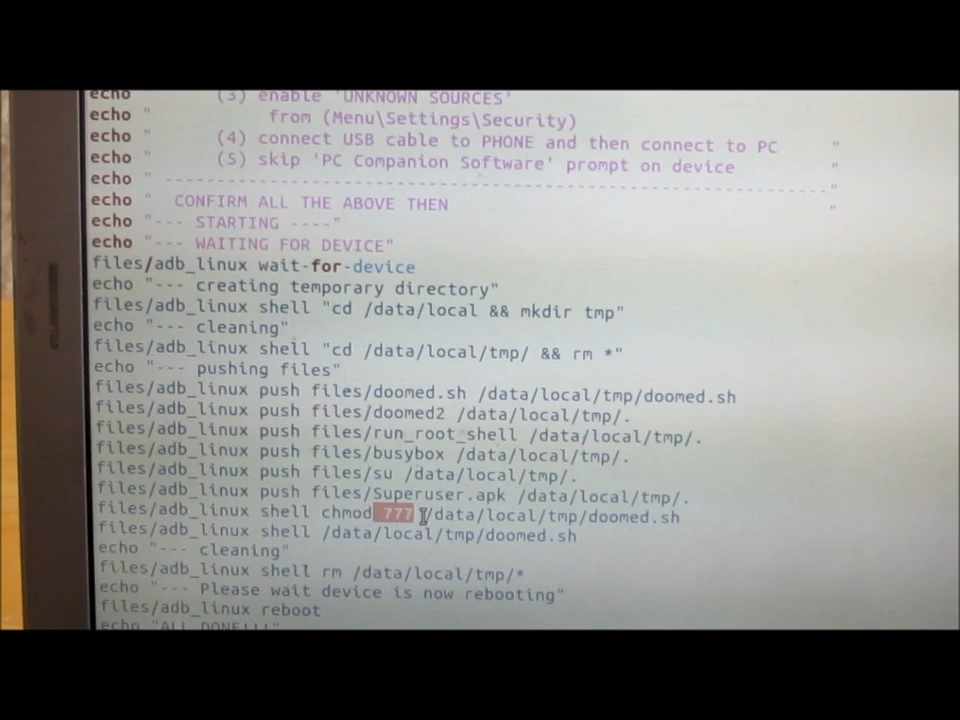 echo "       (3) enable 'UNKNOWN SOURCES'
echo "            from (Menu\Settings\Security)
echo "       (4) connect USB cable to PHONE and then connect to PC      "
echo "       (5) skip 'PC Companion Software' prompt on device          "
echo " ----------------------------------------------------------------"
echo "  CONFIRM ALL THE ABOVE THEN                                      "
echo "--- STARTING ----"
echo "--- WAITING FOR DEVICE"
files/adb_linux wait-for-device
echo "--- creating temporary directory"
files/adb_linux shell "cd /data/local && mkdir tmp"
echo "--- cleaning"
files/adb_linux shell "cd /data/local/tmp/ && rm *"
echo "--- pushing files"
files/adb_linux push files/doomed.sh /data/local/tmp/doomed.sh
files/adb_linux push files/doomed2 /data/local/tmp/.
files/adb_linux push files/run_root_shell /data/local/tmp/.
files/adb_linux push files/busybox /data/local/tmp/.
files/adb_linux push files/su /data/local/tmp/.
files/adb_linux push files/Superuser.apk /data/local/tmp/.
files/adb_linux shell chmod 777 /data/local/tmp/doomed.sh
files/adb_linux shell /data/local/tmp/doomed.sh
echo "--- cleaning"
files/adb_linux shell rm /data/local/tmp/*
echo "--- Please wait device is now rebooting"
files/adb_linux reboot
echo "ALL DONE!!!"